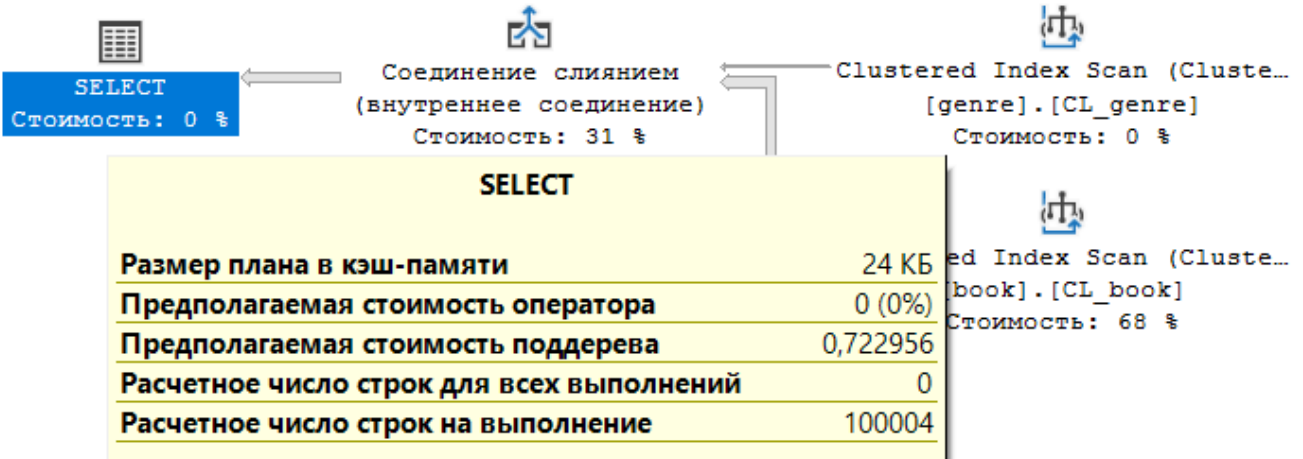 SELECT
Стоимость: 0 %
Соединение слиянием
(внутреннее соединение)
Стоимость: 31 %
Clustered Index Scan (Cluste…
[genre].[CL_genre]
Стоимость: 0 %
SELECT
Размер плана в кэш-памяти 24 КБ
Предполагаемая стоимость оператора 0 (0%)
Предполагаемая стоимость поддерева 0,722956
Расчетное число строк для всех выполнений 0
Расчетное число строк на выполнение 100004
ed Index Scan (Cluste…
book].[CL_book]
Стоимость: 68 %